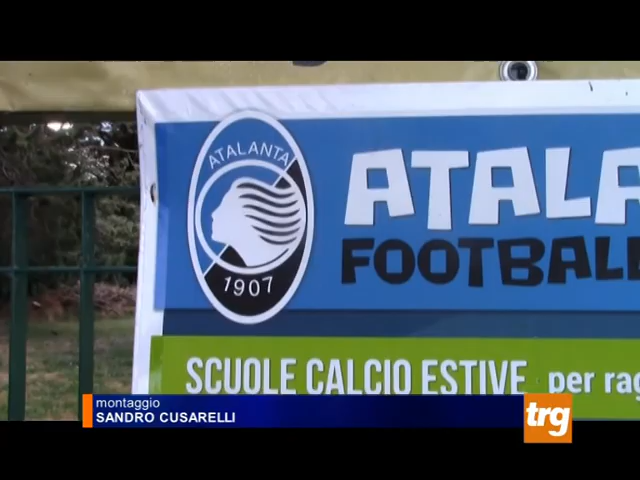 ATALANTA
1907
ATALA
FOOTBALL
SCUOLE CALCIO ESTIVE per rag
montaggio
SANDRO CUSARELLI
trg